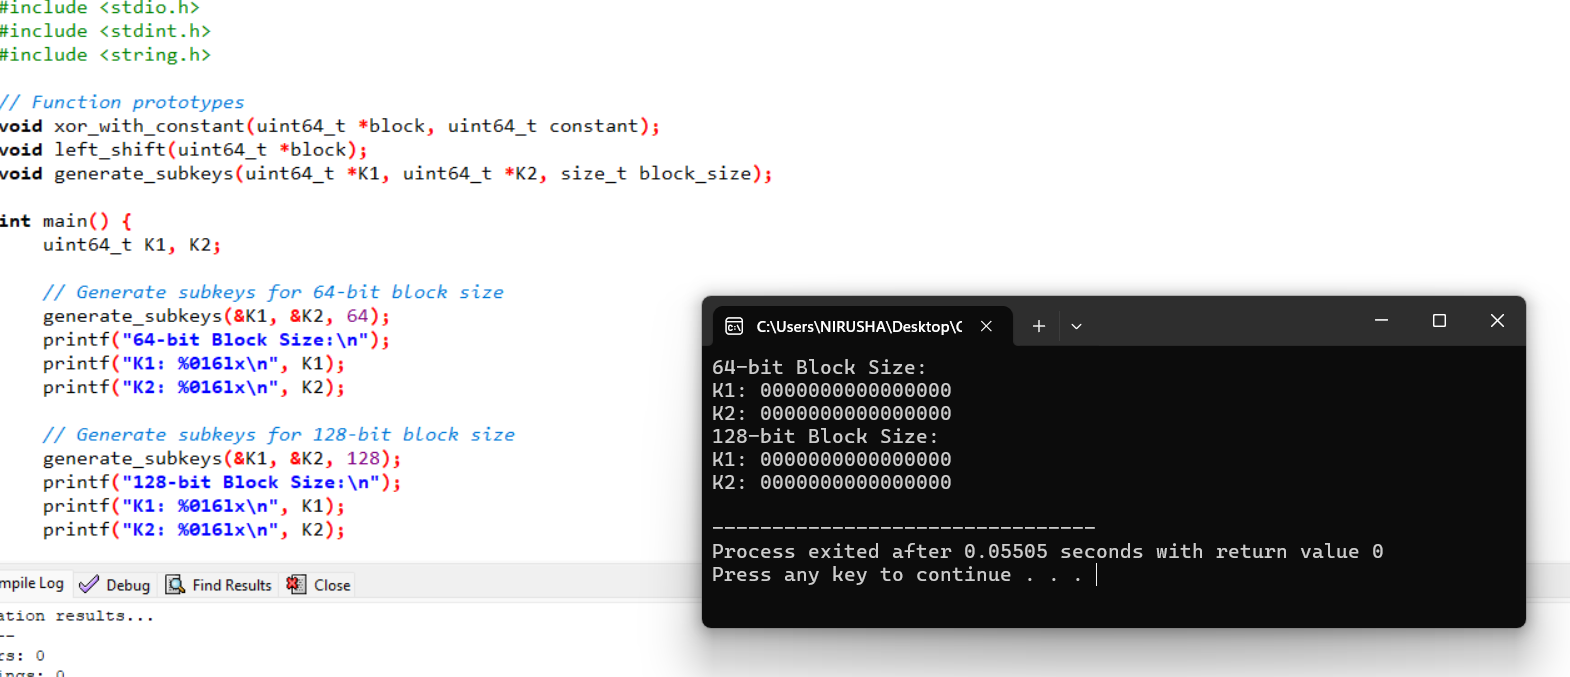 #include <stdio.h>
#include <stdint.h>
#include <string.h>
// Function prototypes
void xor_with_constant(uint64_t *block, uint64_t constant);
void left_shift(uint64_t *block);
void generate_subkeys(uint64_t *K1, uint64_t *K2, size_t block_size);
int main() {
uint64_t K1, K2;
// Generate subkeys for 64-bit block size
generate_subkeys(&K1, &K2, 64);
printf("64-bit Block Size:\n");
printf("K1: %016lx\n", K1);
printf("K2: %016lx\n", K2);
// Generate subkeys for 128-bit block size
generate_subkeys(&K1, &K2, 128);
printf("128-bit Block Size:\n");
printf("K1: %016lx\n", K1);
printf("K2: %016lx\n", K2);
C:\Users\NIRUSHA\Desktop\C
64-bit Block Size:
K1: 0000000000000000
K2: 0000000000000000
128-bit Block Size:
K1: 0000000000000000
K2: 0000000000000000
--------------------------------
Process exited after 0.05505 seconds with return value 0
Press any key to continue . . .
mpile Log Debug Find Results Close
ation results...
--
rs: 0
ings: 0